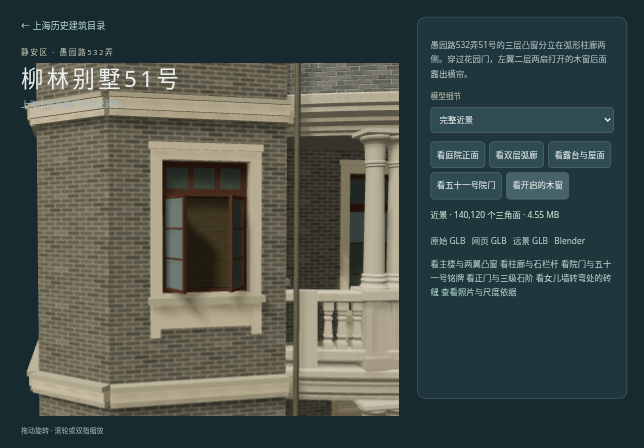 ← 上海历史建筑目录
静安区 · 愚园路532弄
柳林别墅51号
拖动旋转 · 滚轮或双指缩放
愚园路532弄51号的三层凸窗分立在弧形柱廊两
侧。穿过花园门，左翼二层两扇打开的木窗后面
露出横帘。
模型细节
完整近景
看庭院正面
看双层弧廊
看露台与屋面
看五十一号院门
看开启的木窗
近景 · 140,120 个三角面 · 4.55 MB
原始 GLB 网页 GLB 远景 GLB Blender
看主楼与两翼凸窗 看柱廊与石栏杆 看院门与五十
一号铭牌 看正门与三级石阶 看女儿墙转弯处的砖
缝 查看照片与尺度依据